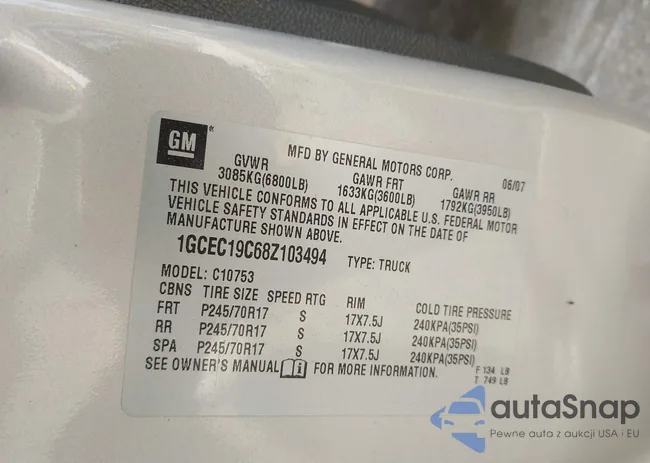 GM
MFD BY GENERAL MOTORS CORP. 06/07
GVWR GAWR FRT GAWR RR
3085KG(6800LB) 1633KG(3600LB) 1792KG(3950LB)
THIS VEHICLE CONFORMS TO ALL APPLICABLE U.S. FEDERAL MOTOR
VEHICLE SAFETY STANDARDS IN EFFECT ON THE DATE OF
MANUFACTURE SHOWN ABOVE.
1GCEC19C68Z103494 TYPE: TRUCK
MODEL: C10753
CBNS TIRE SIZE SPEED RTG RIM COLD TIRE PRESSURE
FRT P245/70R17 S 17X7.5J 240KPA(35PSI)
RR P245/70R17 S 17X7.5J 240KPA(35PSI)
SPA P245/70R17 S 17X7.5J 240KPA(35PSI)
SEE OWNER'S MANUAL i FOR MORE INFORMATION.
F 134 LB
T 749 LB
autaSnap
Pewne auta z aukcji USA i EU